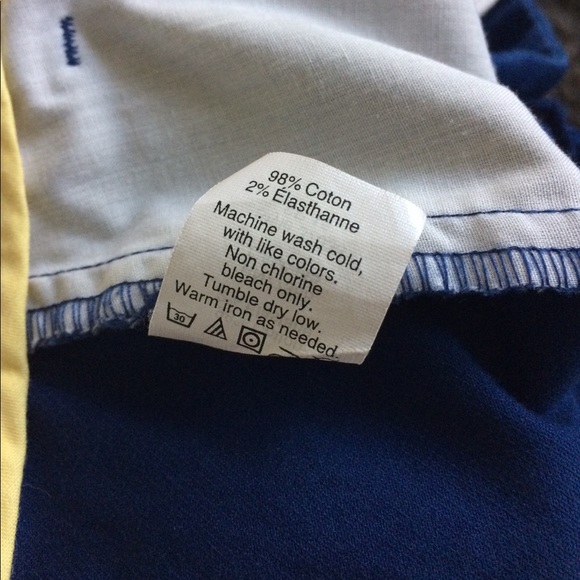 98% Coton
2% Élasthanne
Machine wash cold,
with like colors.
Non chlorine
bleach only.
Tumble dry low.
Warm iron as needed.
30